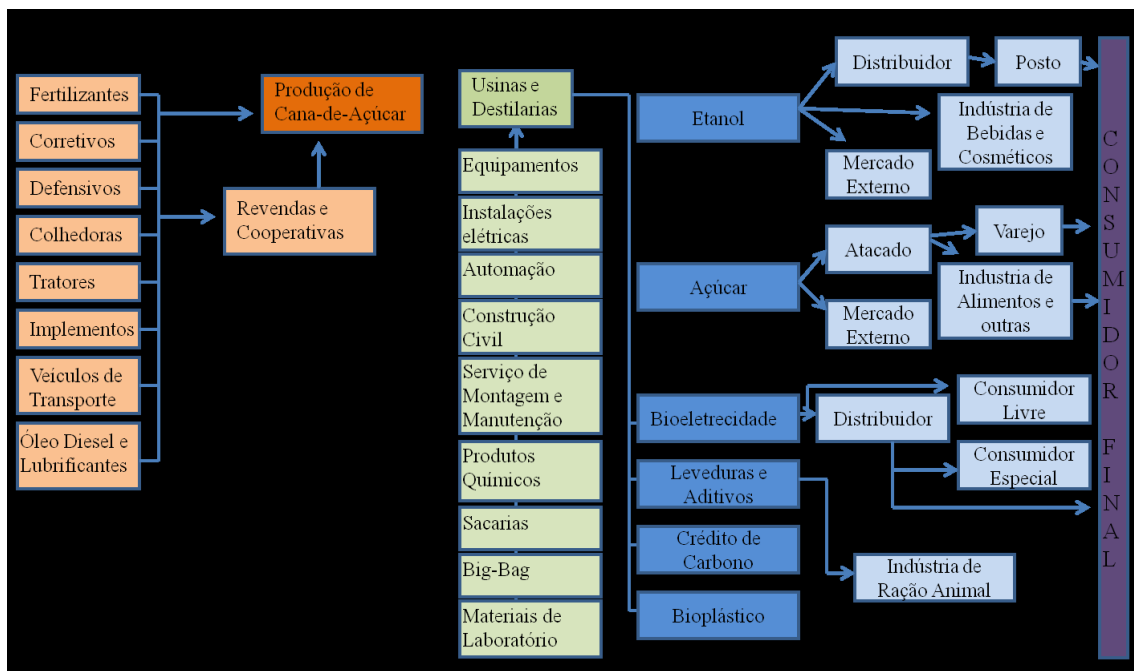 Fertilizantes
Corretivos
Defensivos
Colhedoras
Tratores
Implementos
Veículos de
Transporte
Óleo Diesel e
Lubrificantes
Produção de
Cana-de-Açúcar
Revendas e
Cooperativas
Usinas e
Destilarias
Equipamentos
Instalações
elétricas
Automação
Construção
Civil
Serviço de
Montagem e
Manutenção
Produtos
Químicos
Sacarias
Big-Bag
Materiais de
Laboratório
Etanol
Açúcar
Bioeletrecidade
Leveduras e
Aditivos
Crédito de
Carbono
Bioplástico
Distribuidor
Posto
Indústria de
Bebidas e
Cosméticos
Mercado
Externo
Atacado
Varejo
Industria de
Alimentos e
outras
Mercado
Externo
Distribuidor
Consumidor
Livre
Consumidor
Especial
Indústria de
Ração Animal
CONSUMIDOR FINAL